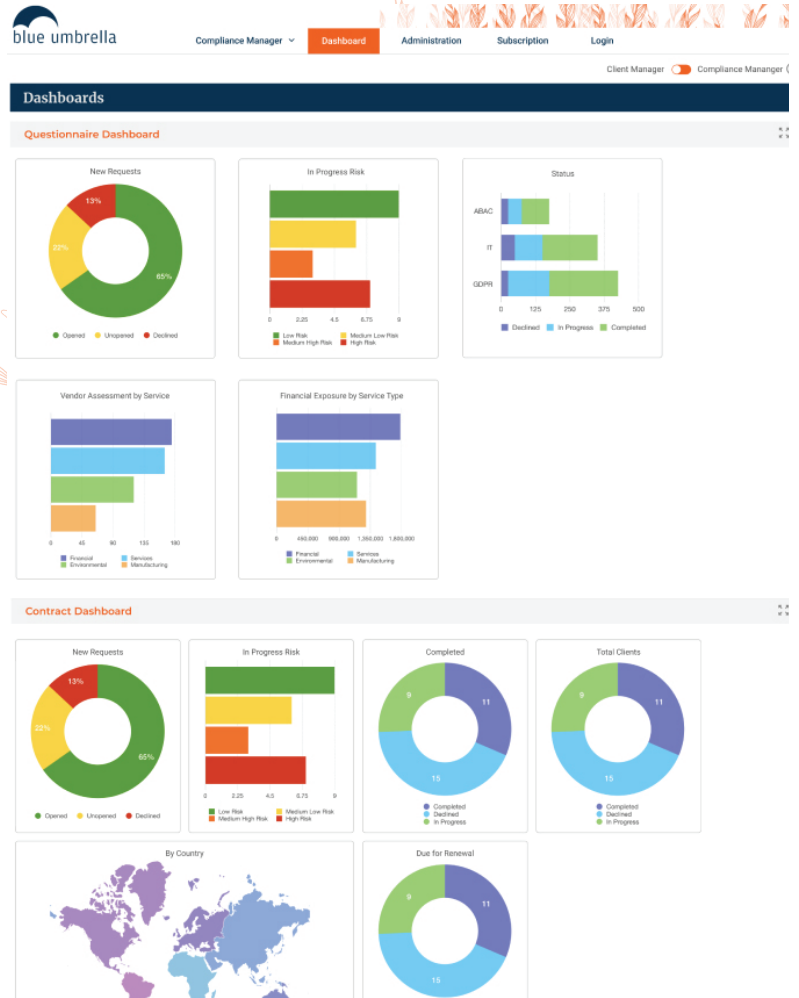 blue umbrella
Compliance Manager Dashboard Administration Subscription Login
Client Manager Compliance Mananger
Dashboards
Questionnaire Dashboard
New Requests
13%
22%
65%
Opened Unopened Declined
In Progress Risk
0 2.25 4.5 6.75 9
Low Risk Medium Low Risk
Medium High Risk High Risk
Status
ABAC
IT
GDPR
0 125 250 375 500
Declined In Progress Completed
Vendor Assessment by Service
0 45 90 135 180
Financial Services
Environmental Manufacturing
Financial Exposure by Service Type
0 450,000 900,000 1,350,000 1,800,000
Financial Services
Environmental Manufacturing
Contract Dashboard
New Requests
13%
22%
65%
Opened Unopened Declined
In Progress Risk
0 2.25 4.5 6.75 9
Low Risk Medium Low Risk
Medium High Risk High Risk
Completed
9 11
15
Completed
Declined
In Progress
Total Clients
9 11
15
Completed
Declined
In Progress
By Country
Due for Renewal
9 11
15